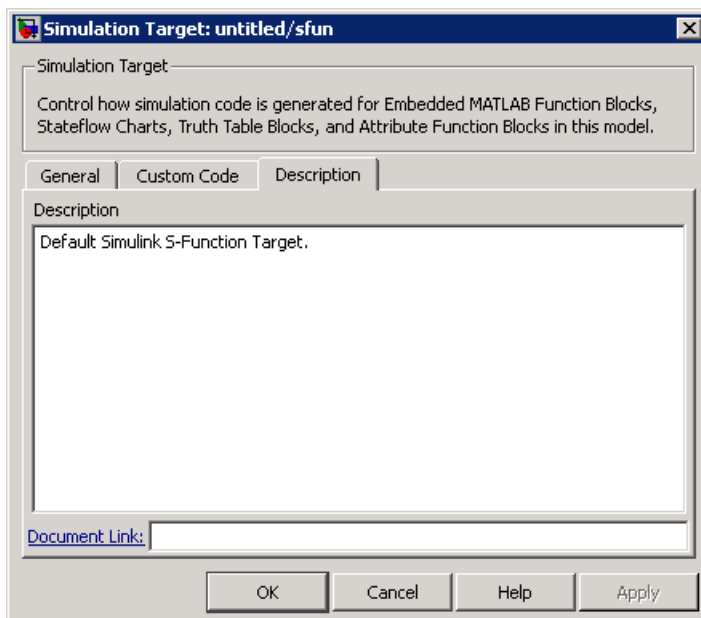 Simulation Target: untitled/sfun
Simulation Target
Control how simulation code is generated for Embedded MATLAB Function Blocks,
Stateflow Charts, Truth Table Blocks, and Attribute Function Blocks in this model.
General Custom Code Description
Description
Default Simulink S-Function Target.
Document Link:
OK Cancel Help Apply